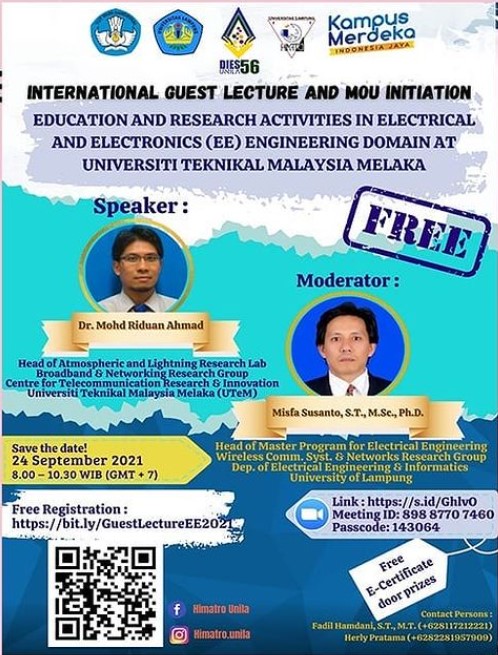 DIES
UNILA 56
UNIVERSITAS LAMPUNG
Kampus
Merdeka
INDONESIA JAYA
INTERNATIONAL GUEST LECTURE AND MOU INITIATION
EDUCATION AND RESEARCH ACTIVITIES IN ELECTRICAL
AND ELECTRONICS (EE) ENGINEERING DOMAIN AT
UNIVERSITI TEKNIKAL MALAYSIA MELAKA
Speaker :
FREE
Dr. Mohd Riduan Ahmad
Head of Atmospheric and Lightning Research Lab
Broadband & Networking Research Group
Centre for Telecommunication Research & Innovation
Universiti Teknikal Malaysia Melaka (UTeM)
Moderator :
Misfa Susanto, S.T., M.Sc., Ph.D.
Head of Master Program for Electrical Engineering
Wireless Comm. Syst. & Networks Research Group
Dep. of Electrical Engineering & Informatics
University of Lampung
Save the date!
24 September 2021
8.00 – 10.30 WIB (GMT + 7)
Free Registration :
https://bit.ly/GuestLectureEE2021
Link : https://s.id/GhlvO
Meeting ID: 898 8770 7460
Passcode: 143064
Free
E-Certificate
door prizes
Himatro Unila
Himatro.unila
Contact Persons :
Fadil Hamdani, S.T., M.T. (+628117212221)
Herly Pratama (+6282281957909)